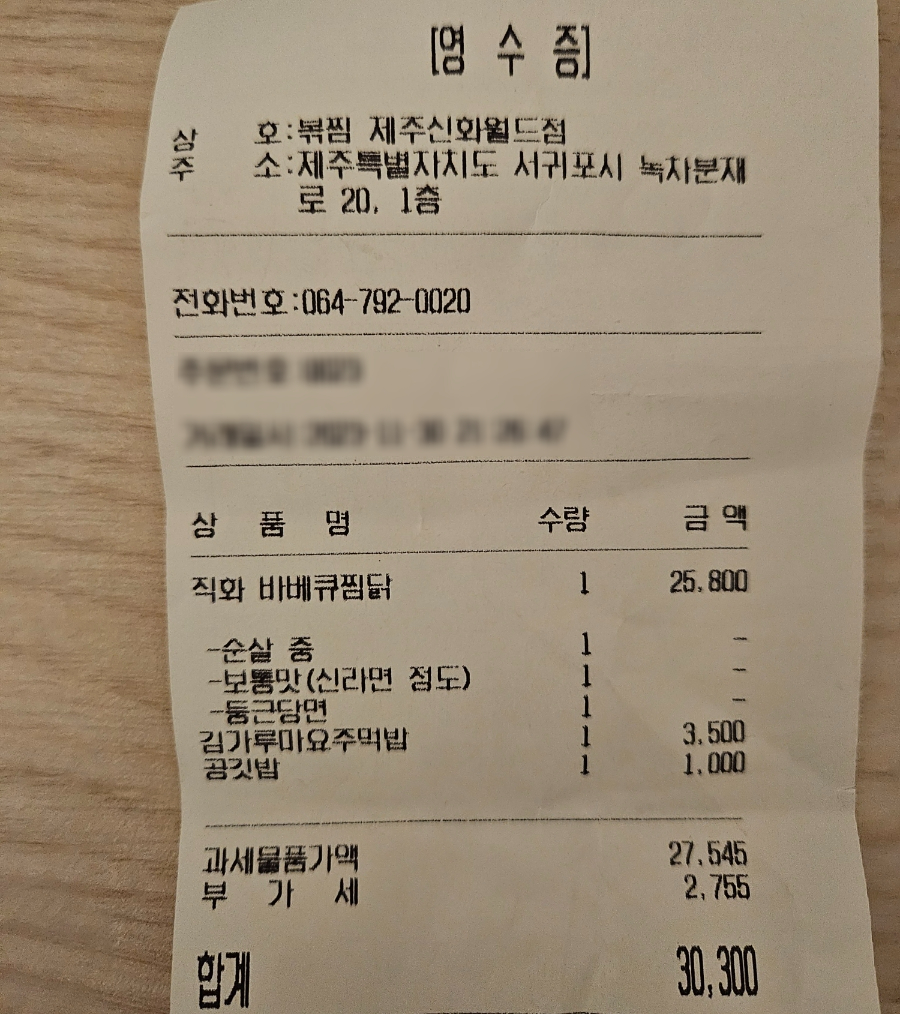 [영 수 증]
상 호:볶찜 제주신화월드점
주 소:제주특별자치도 서귀포시 녹차분재
로 20, 1층
전화번호:064-792-0020
상 품 명 수량 금 액
직화 바베큐찜닭 1 25,800
-순살 중 1 -
-보통맛(신라면 정도) 1 -
-둥근당면 1 -
김가루마요주먹밥 1 3,500
공깃밥 1 1,000
과세물품가액 27,545
부 가 세 2,755
합계 30,300